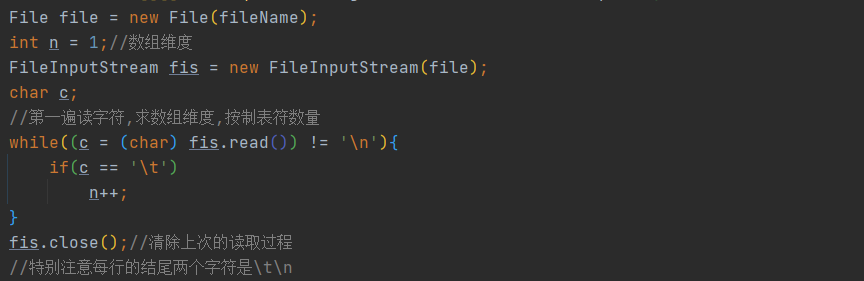 File file = new File(fileName);
int n = 1;//数组维度
FileInputStream fis = new FileInputStream(file);
char c;
//第一遍读字符,求数组维度,按制表符数量
while((c = (char) fis.read()) != '\n'){
    if(c == '\t')
        n++;
}
fis.close();//清除上次的读取过程
//特别注意每行的结尾两个字符是\t\n